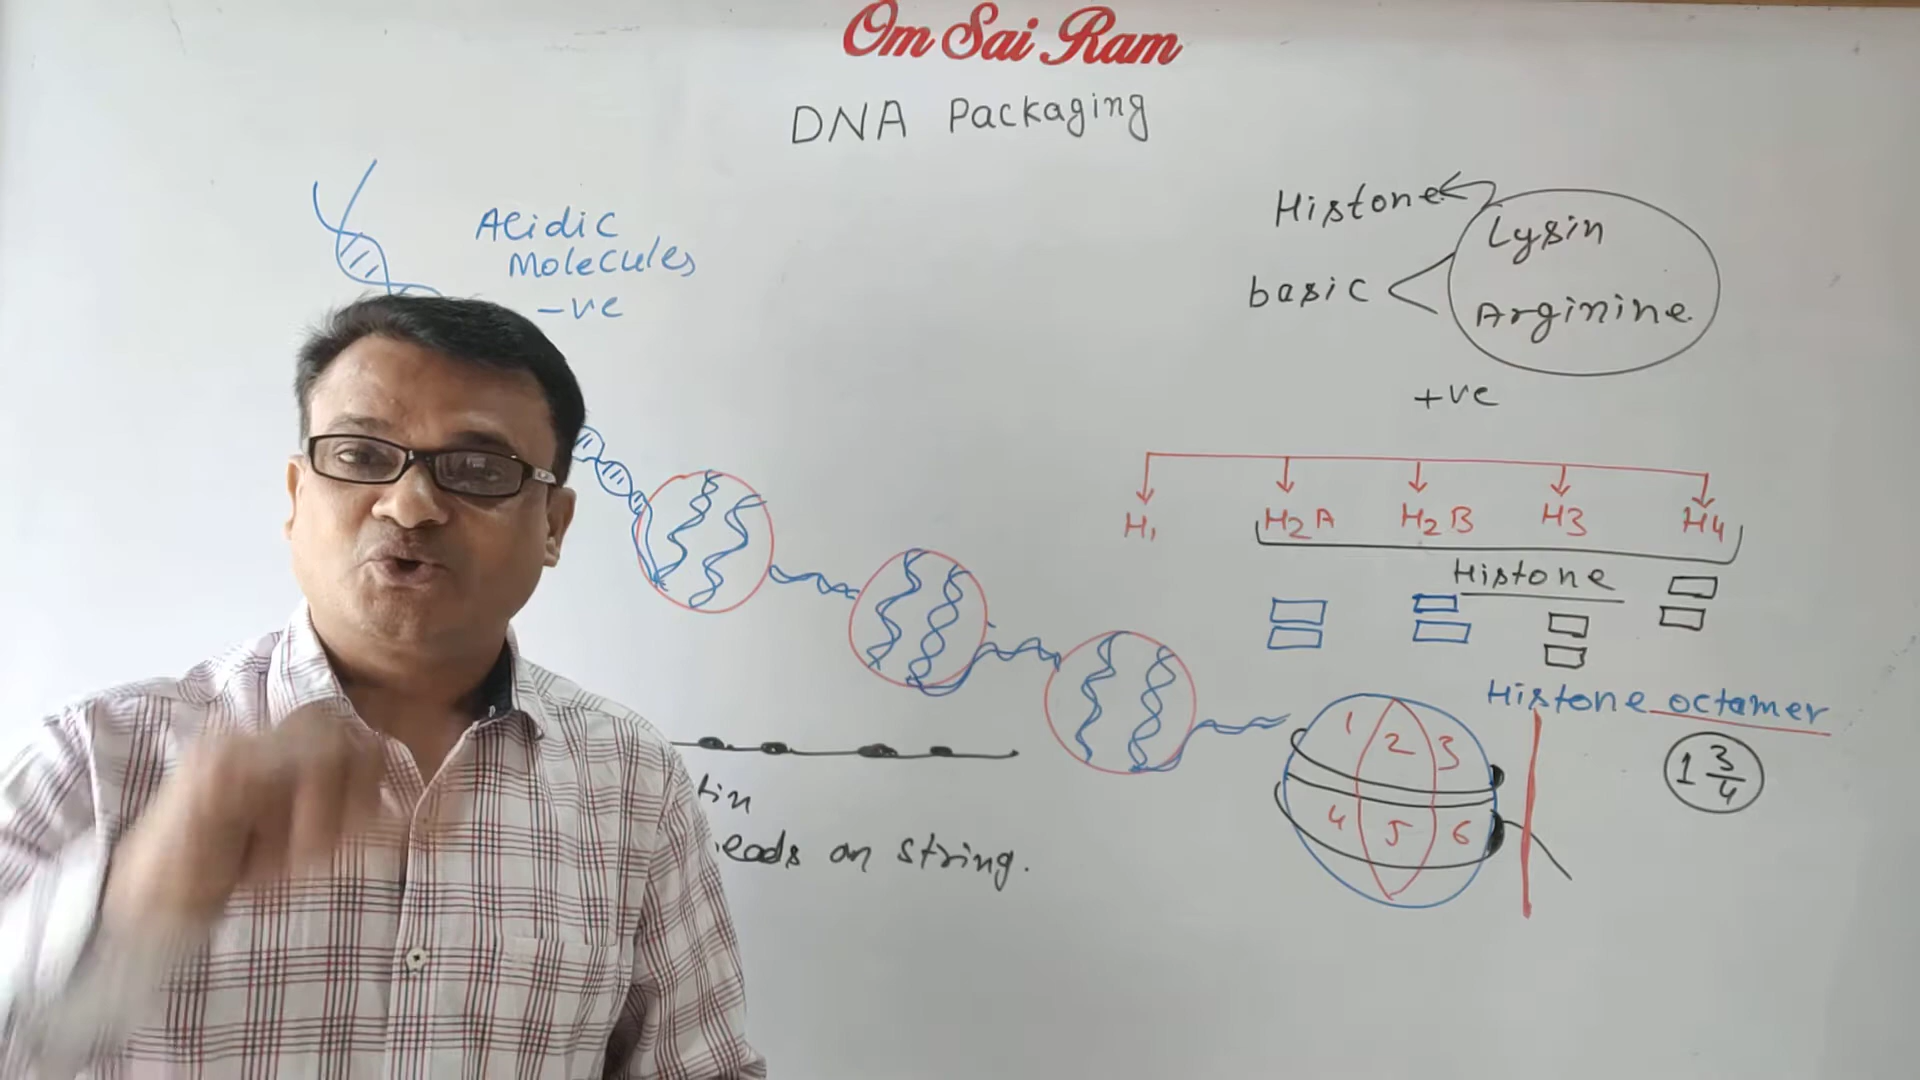 Om Sai Ram
DNA Packaging
Acidic
Molecules
-ve
Histone
Lysin
basic
Arginine
+ve
H1
H2A
H2B
H3
H4
Histone
Histone octamer
1 3/4
1 2 3
4 5 6
on string.